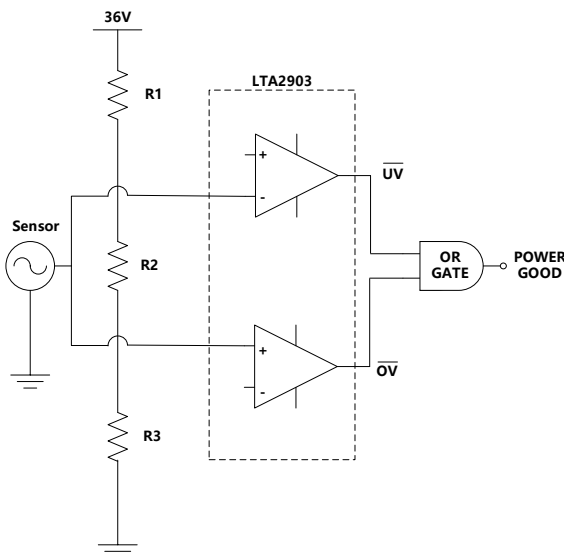 36V
R1
LTA2903
+
-
UV
Sensor
R2
OR
GATE
POWER
GOOD
+
-
OV
R3